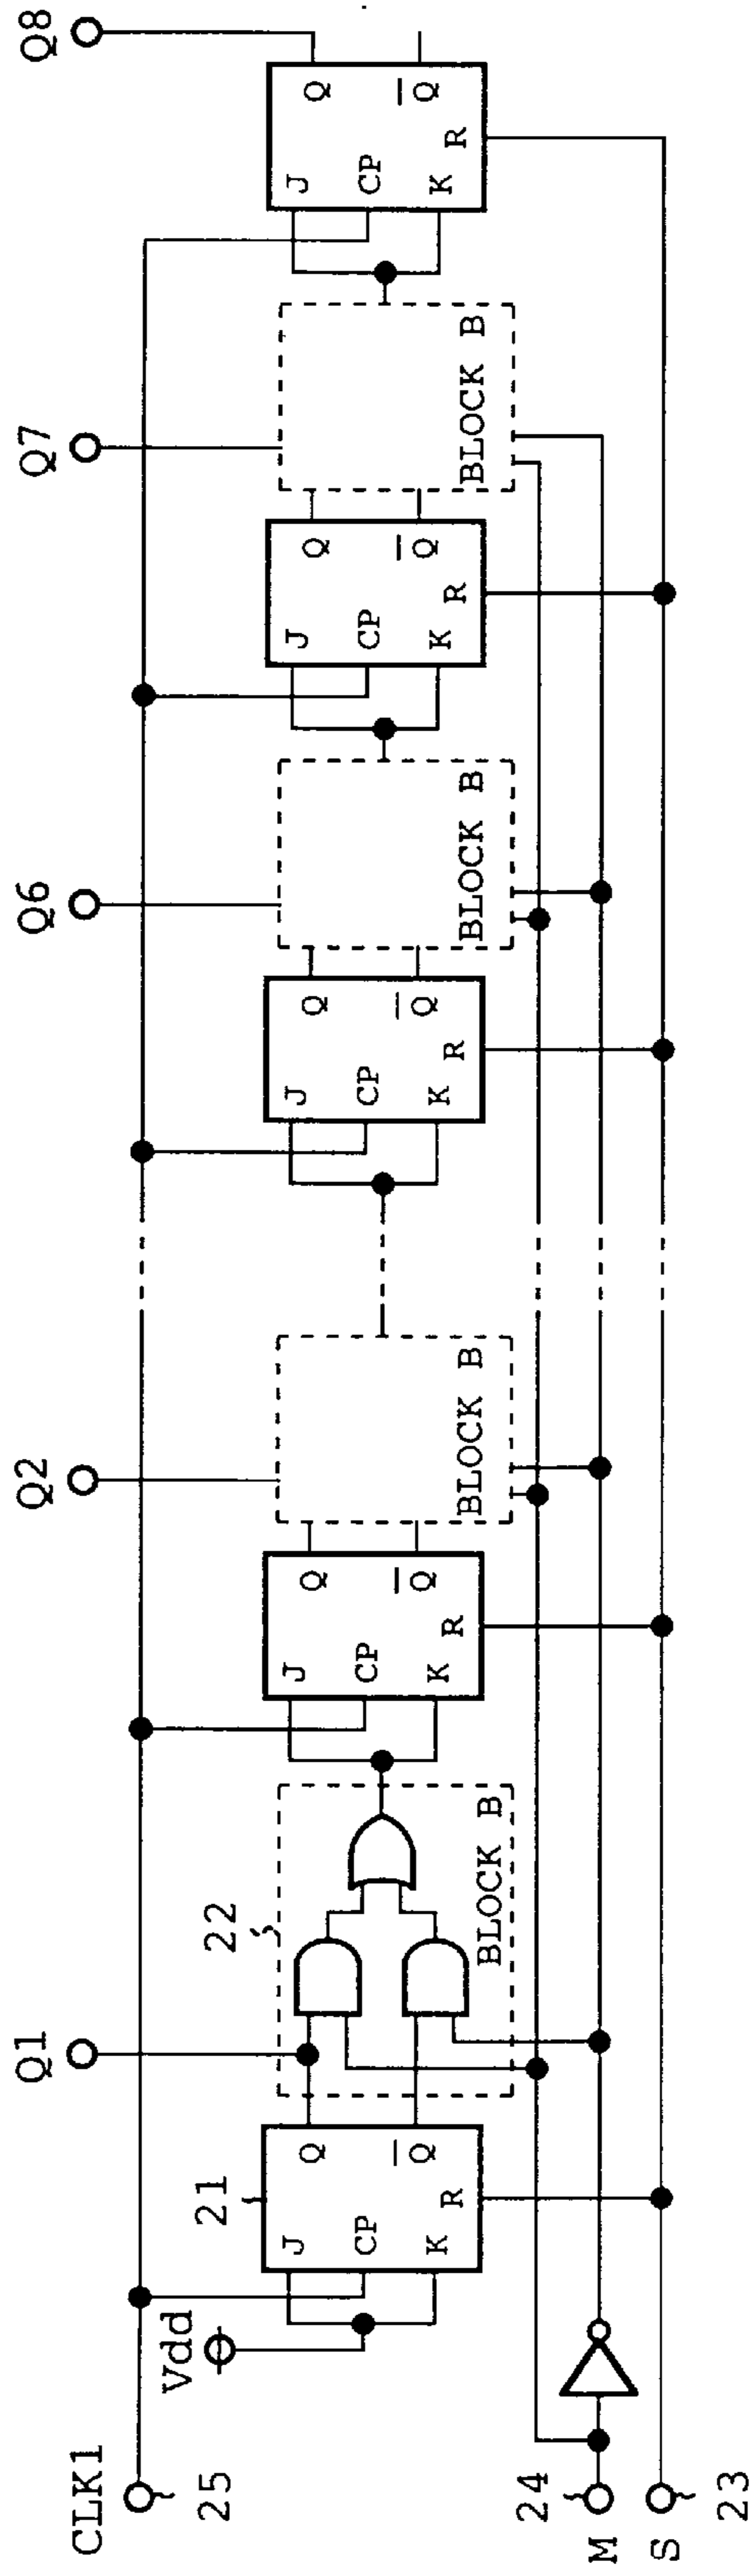 Q1 Q2 Q6 Q7 Q8
CLK1
25
Vdd
21
22
J CP K Q Q R
BLOCK B
J CP K Q Q R
BLOCK B
J CP K Q Q R
BLOCK B
J CP K Q Q R
BLOCK B
J CP K Q Q R
24
M
S
23